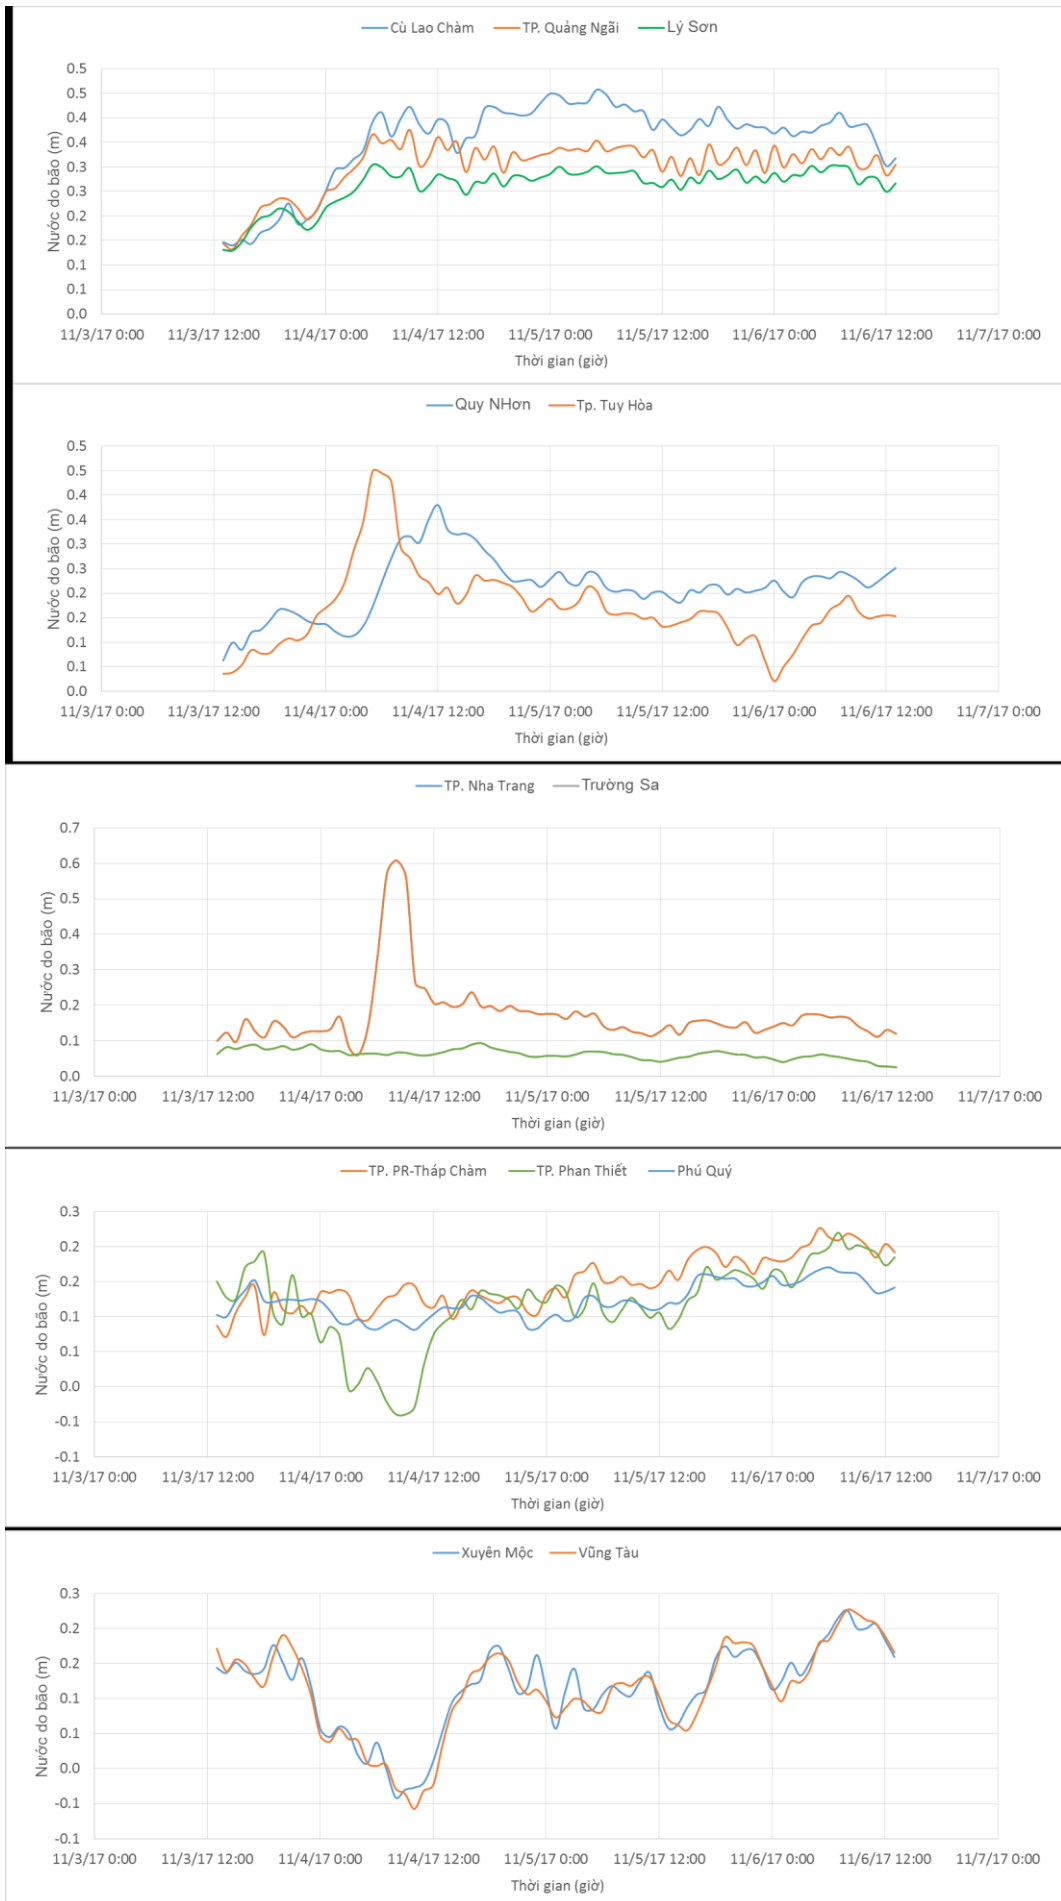 Cù Lao Chàm TP. Quảng Ngãi Lý Sơn
Nước do bão (m)
0.5
0.5
0.4
0.4
0.3
0.3
0.2
0.2
0.1
0.1
0.0
11/3/17 0:00 11/3/17 12:00 11/4/17 0:00 11/4/17 12:00 11/5/17 0:00 11/5/17 12:00 11/6/17 0:00 11/6/17 12:00 11/7/17 0:00
Thời gian (giờ)
Quy NHơn Tp. Tuy Hòa
Nước do bão (m)
0.5
0.5
0.4
0.4
0.3
0.3
0.2
0.2
0.1
0.1
0.0
11/3/17 0:00 11/3/17 12:00 11/4/17 0:00 11/4/17 12:00 11/5/17 0:00 11/5/17 12:00 11/6/17 0:00 11/6/17 12:00 11/7/17 0:00
Thời gian (giờ)
TP. Nha Trang Trường Sa
Nước do bão (m)
0.7
0.6
0.5
0.4
0.3
0.2
0.1
0.0
11/3/17 0:00 11/3/17 12:00 11/4/17 0:00 11/4/17 12:00 11/5/17 0:00 11/5/17 12:00 11/6/17 0:00 11/6/17 12:00 11/7/17 0:00
Thời gian (giờ)
TP. PR-Tháp Chàm TP. Phan Thiết Phú Quý
Nước do bão (m)
0.3
0.2
0.2
0.1
0.1
0.0
-0.1
-0.1
11/3/17 0:00 11/3/17 12:00 11/4/17 0:00 11/4/17 12:00 11/5/17 0:00 11/5/17 12:00 11/6/17 0:00 11/6/17 12:00 11/7/17 0:00
Thời gian (giờ)
Xuyên Mộc Vũng Tàu
Nước do bão (m)
0.3
0.2
0.2
0.1
0.1
0.0
-0.1
-0.1
11/3/17 0:00 11/3/17 12:00 11/4/17 0:00 11/4/17 12:00 11/5/17 0:00 11/5/17 12:00 11/6/17 0:00 11/6/17 12:00 11/7/17 0:00
Thời gian (giờ)